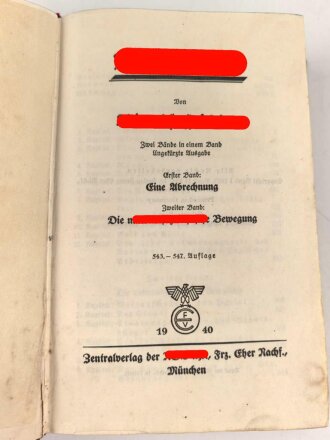 Von
Zwei Bände in einem Band
Ungekürzte Ausgabe
Erster Band:
Eine Abrechnung
Zweiter Band:
Die Bewegung
543.– 547. Auflage
1940
Zentralverlag der Frz. Eher Nachf.,
München